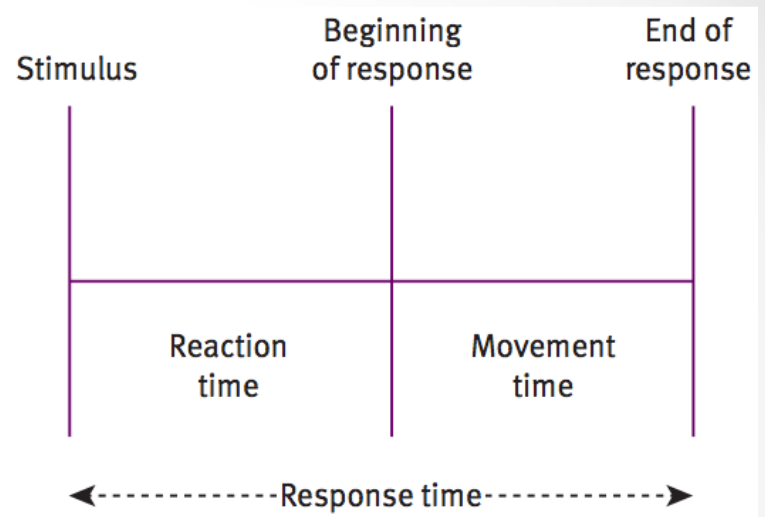 Stimulus
Beginning
of response
End of
response
Reaction
time
Movement
time
Response time